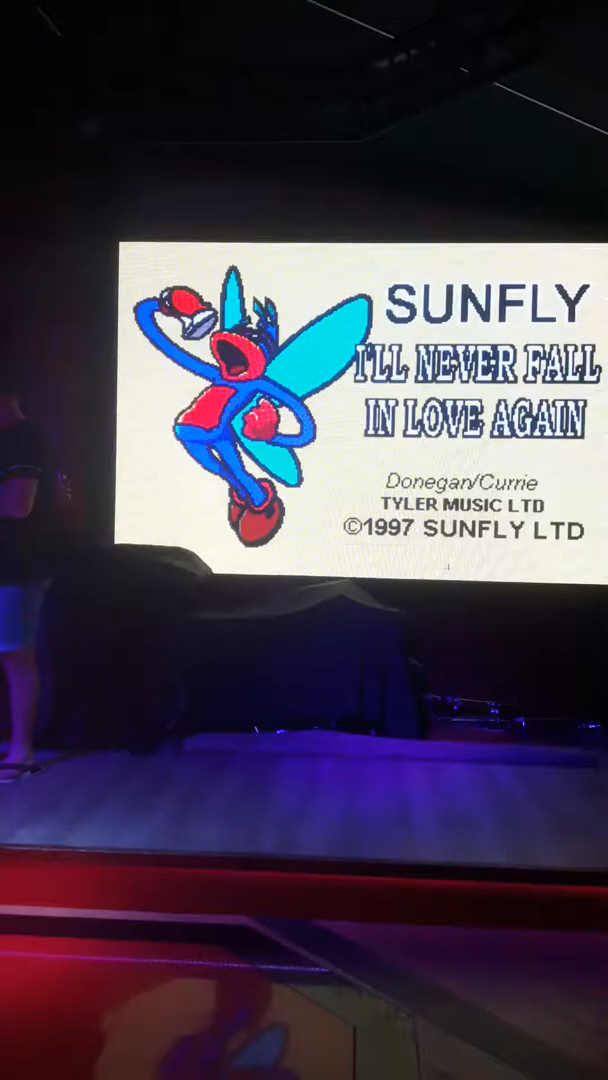 SUNFLY
I'LL NEVER FALL
IN LOVE AGAIN
Donegan/Currie
TYLER MUSIC LTD
©1997 SUNFLY LTD